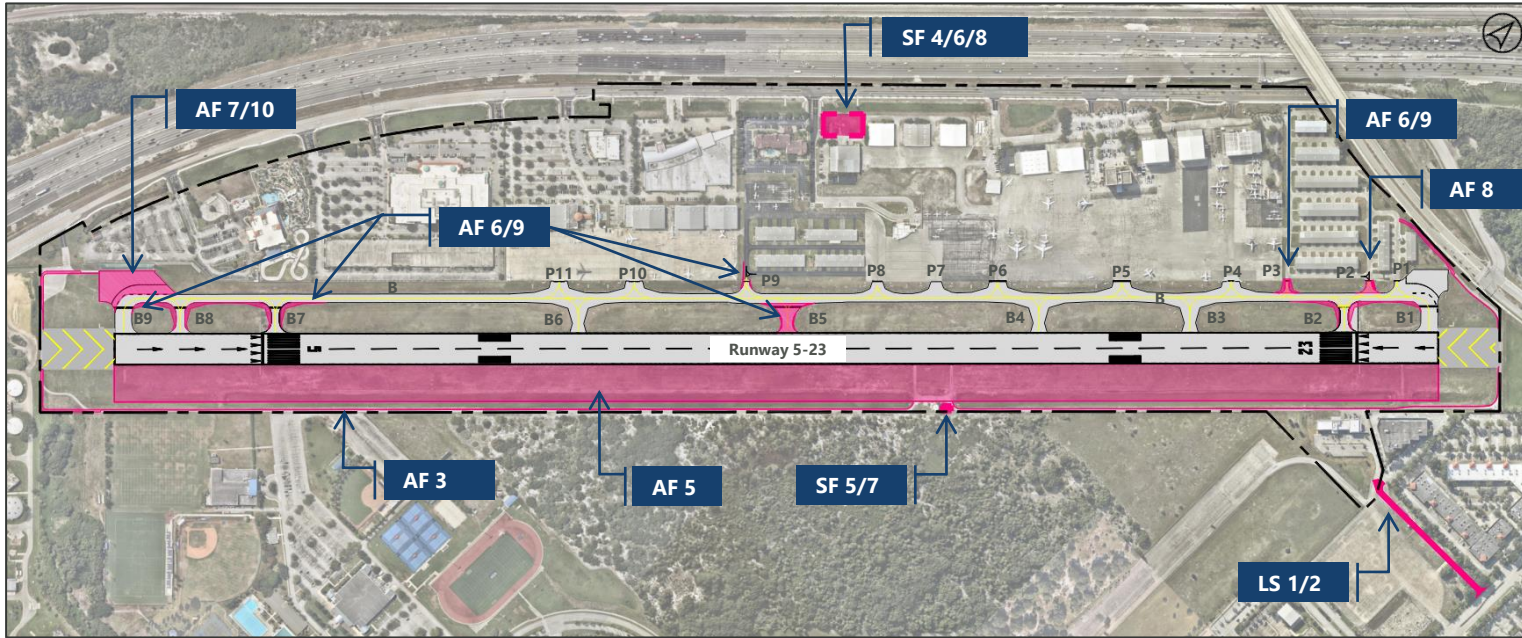 SF 4/6/8
AF 7/10
AF 6/9
AF 8
AF 6/9
P11
P10
P9
P8
P7
P6
P5
P4
P3
P2
P1
B
B
B9
B8
B7
B6
B5
B4
B3
B2
B1
5
Runway 5-23
23
AF 3
AF 5
SF 5/7
LS 1/2